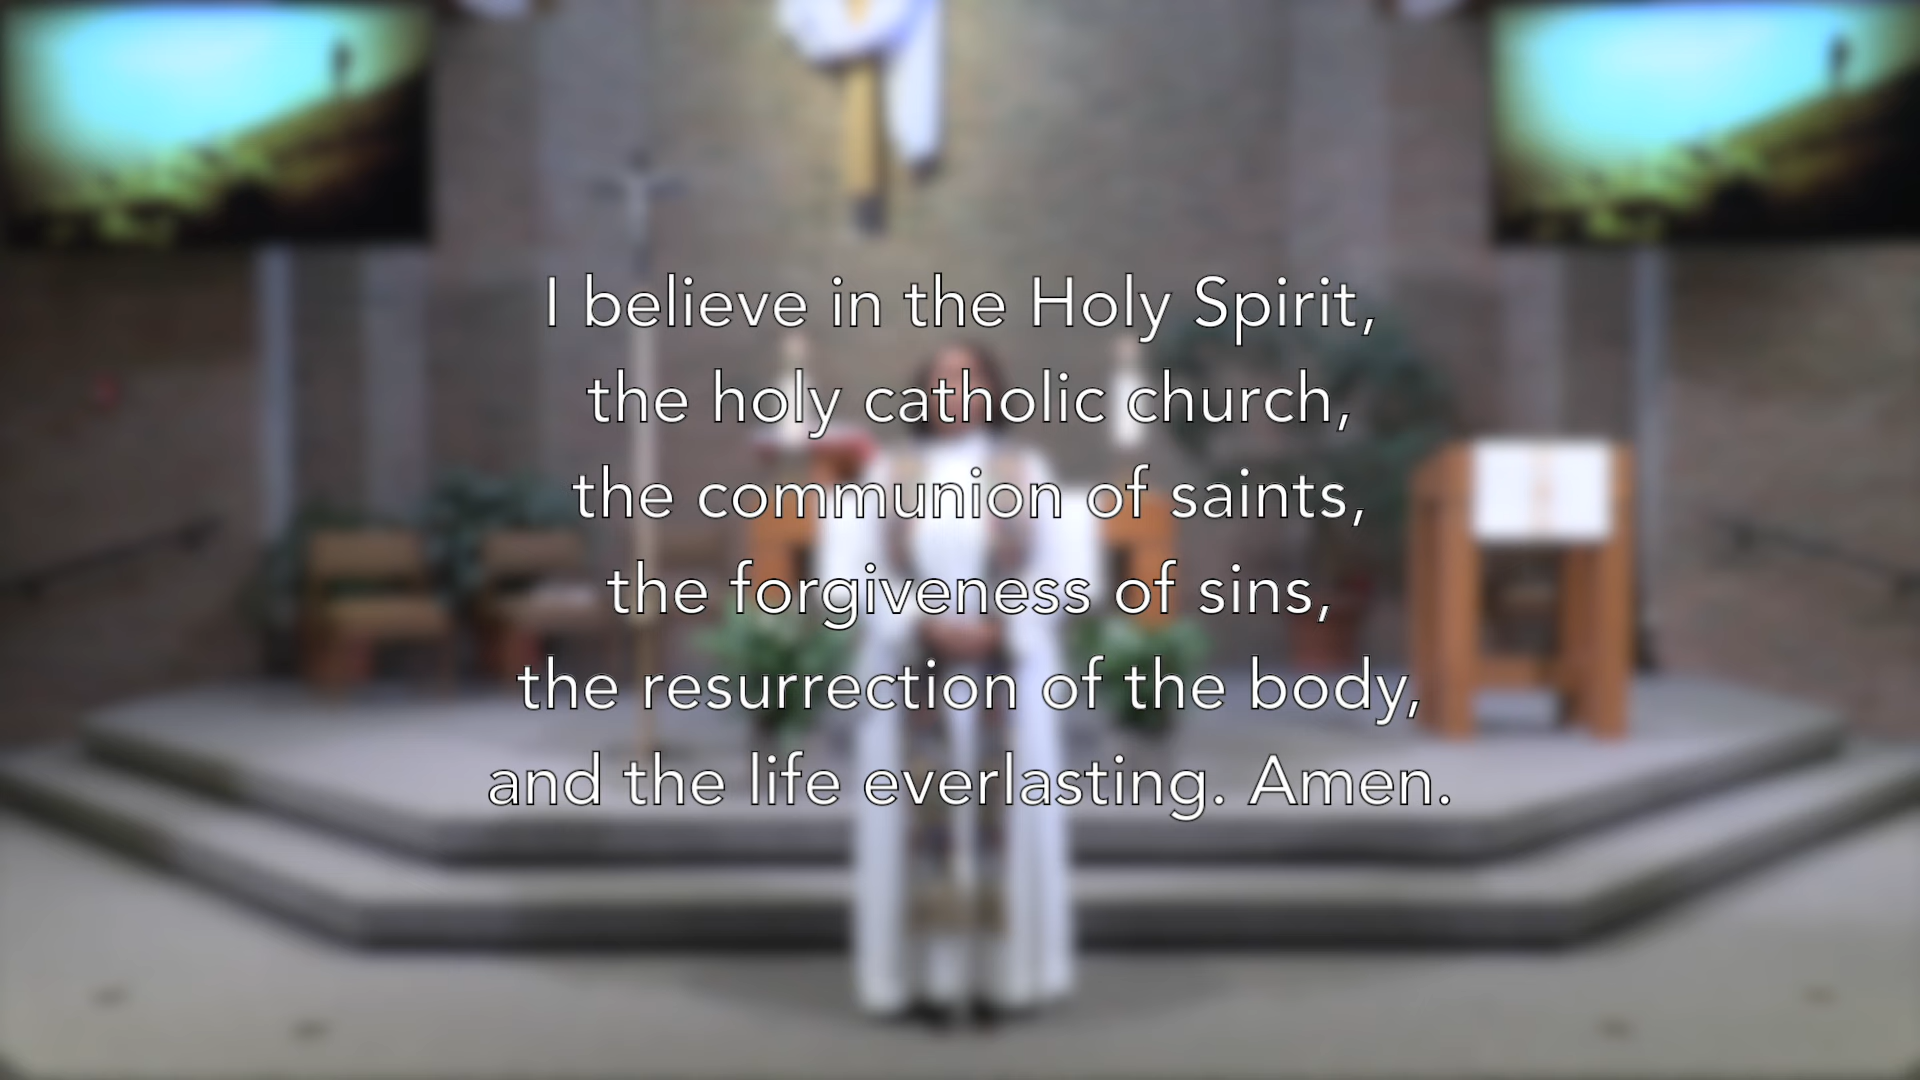 I believe in the Holy Spirit,
the holy catholic church,
the communion of saints,
the forgiveness of sins,
the resurrection of the body,
and the life everlasting. Amen.